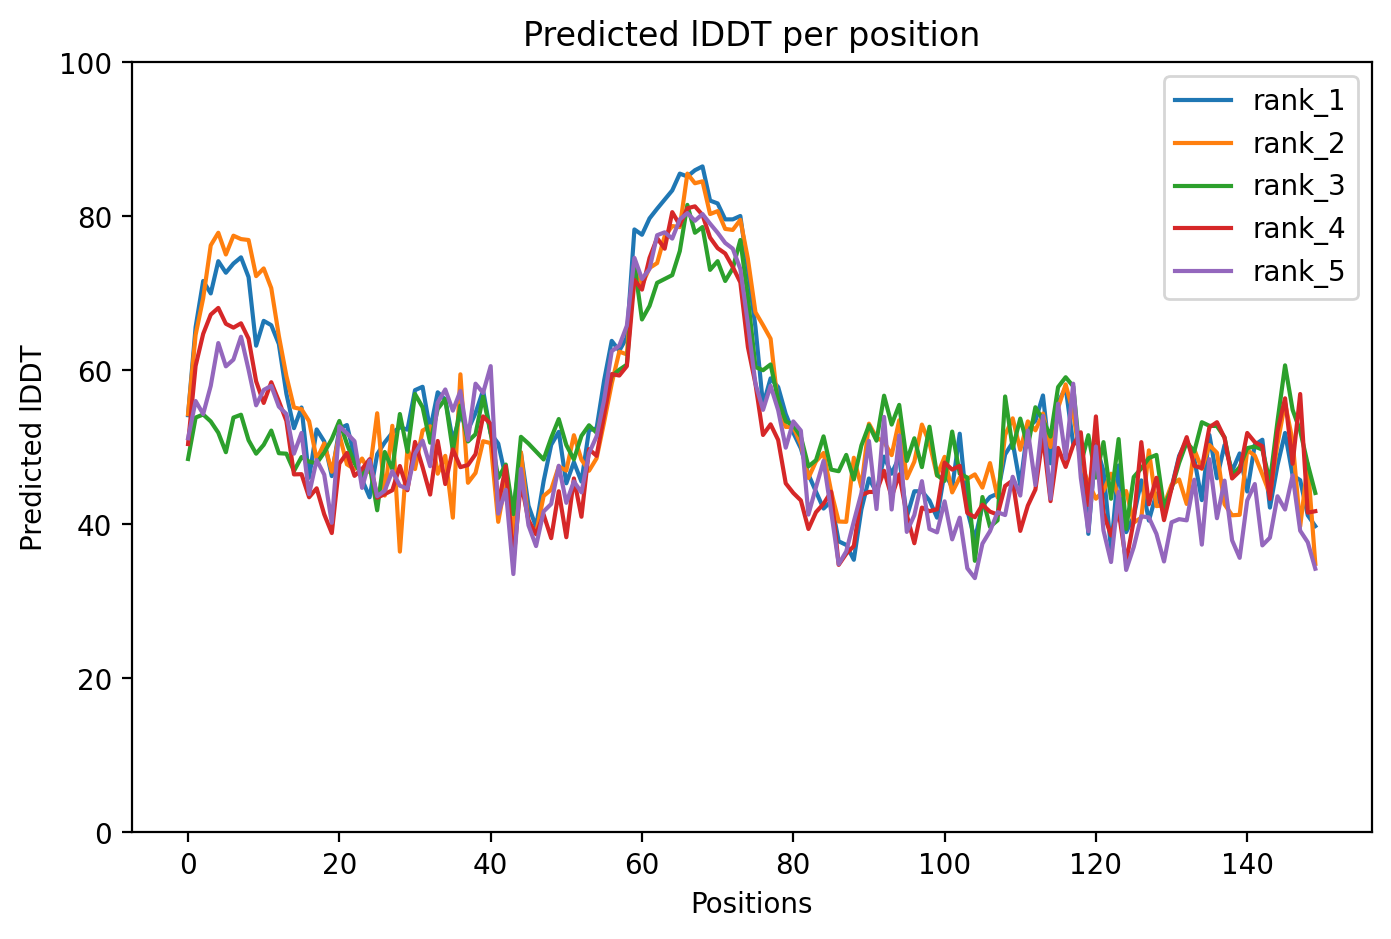 Predicted lDDT per position
100
80
60
40
20
0
Predicted lDDT
0 20 40 60 80 100 120 140
Positions
rank_1
rank_2
rank_3
rank_4
rank_5